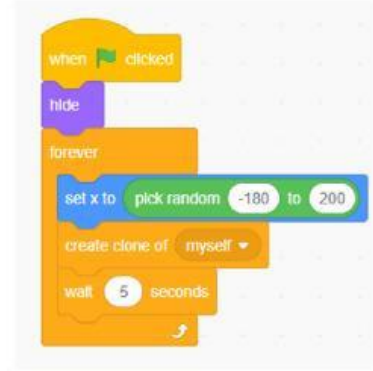 when clicked
hide
forever
set x to pick random -180 to 200
create clone of myself
wait 5 seconds